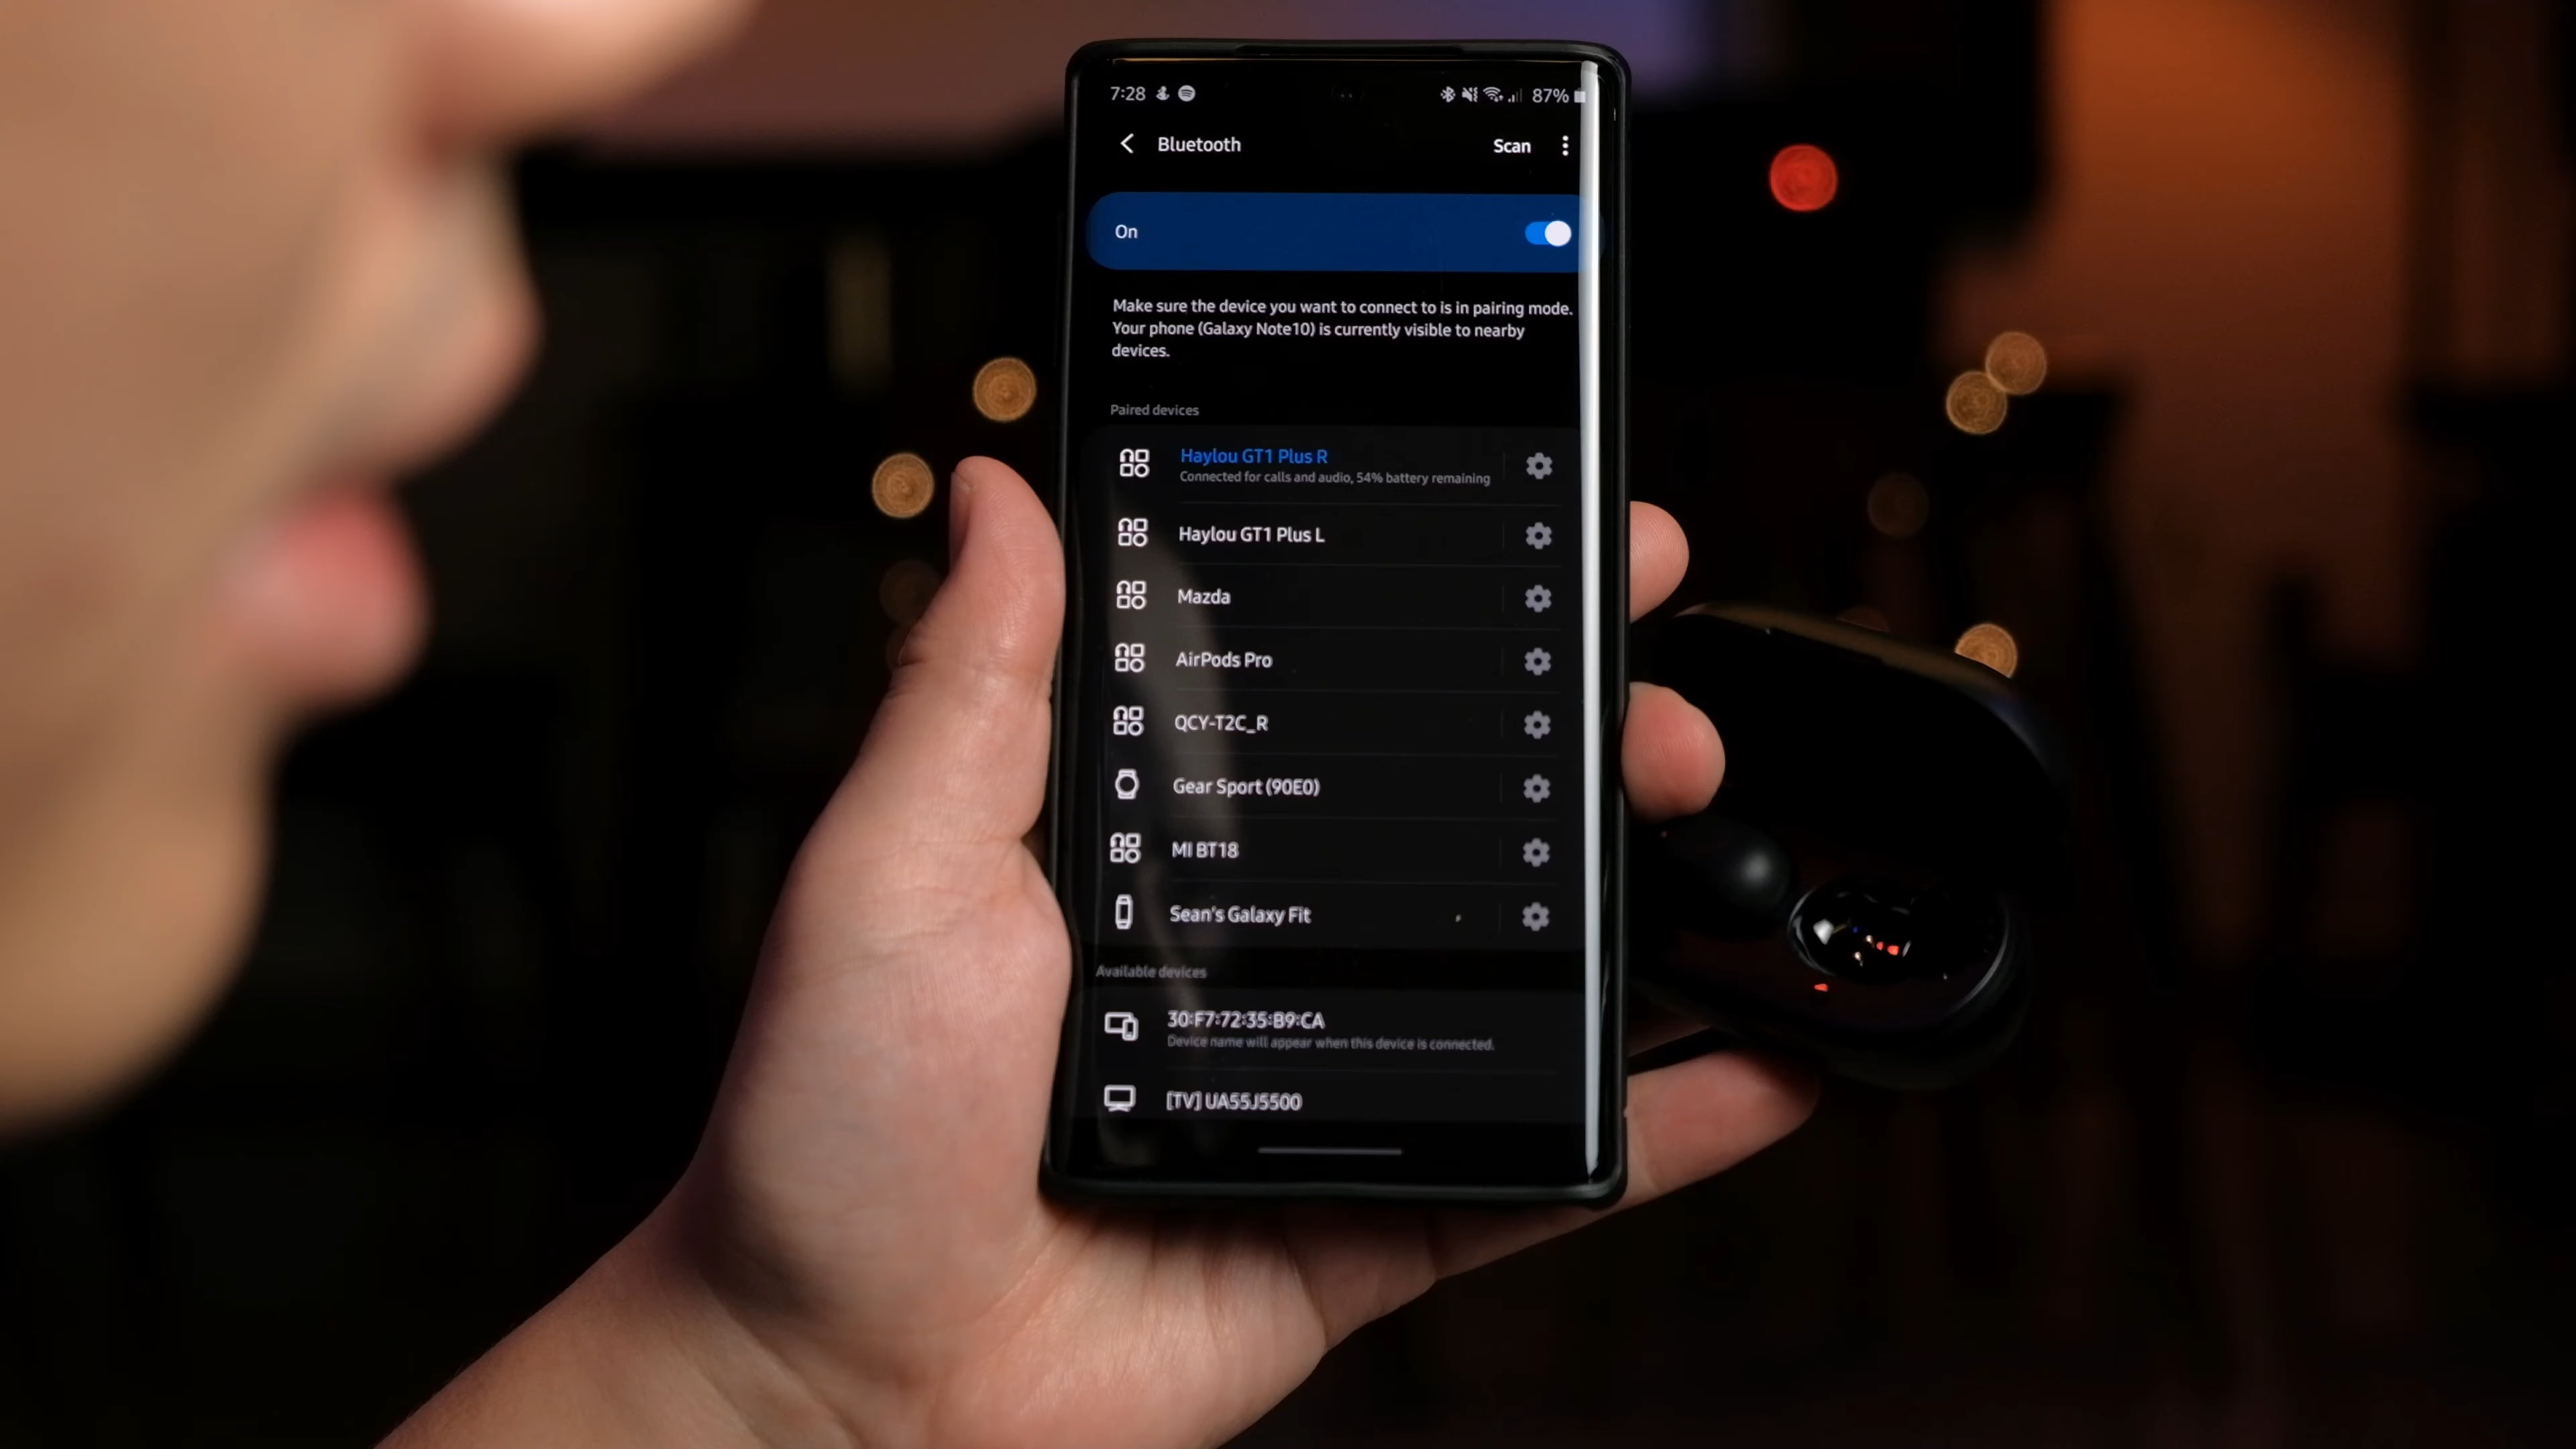 7:28 87%
Bluetooth Scan
On
Make sure the device you want to connect to is in pairing mode.
Your phone (Galaxy Note10) is currently visible to nearby
devices.
Paired devices
Haylou GT1 Plus R
Connected for calls and audio, 54% battery remaining
Haylou GT1 Plus L
Mazda
AirPods Pro
QCY-T2C_R
Gear Sport (90E0)
MI BT18
Sean's Galaxy Fit
Available devices
30:F7:72:35:B9:CA
Device name will appear when this device is connected.
[TV] UA55J5500